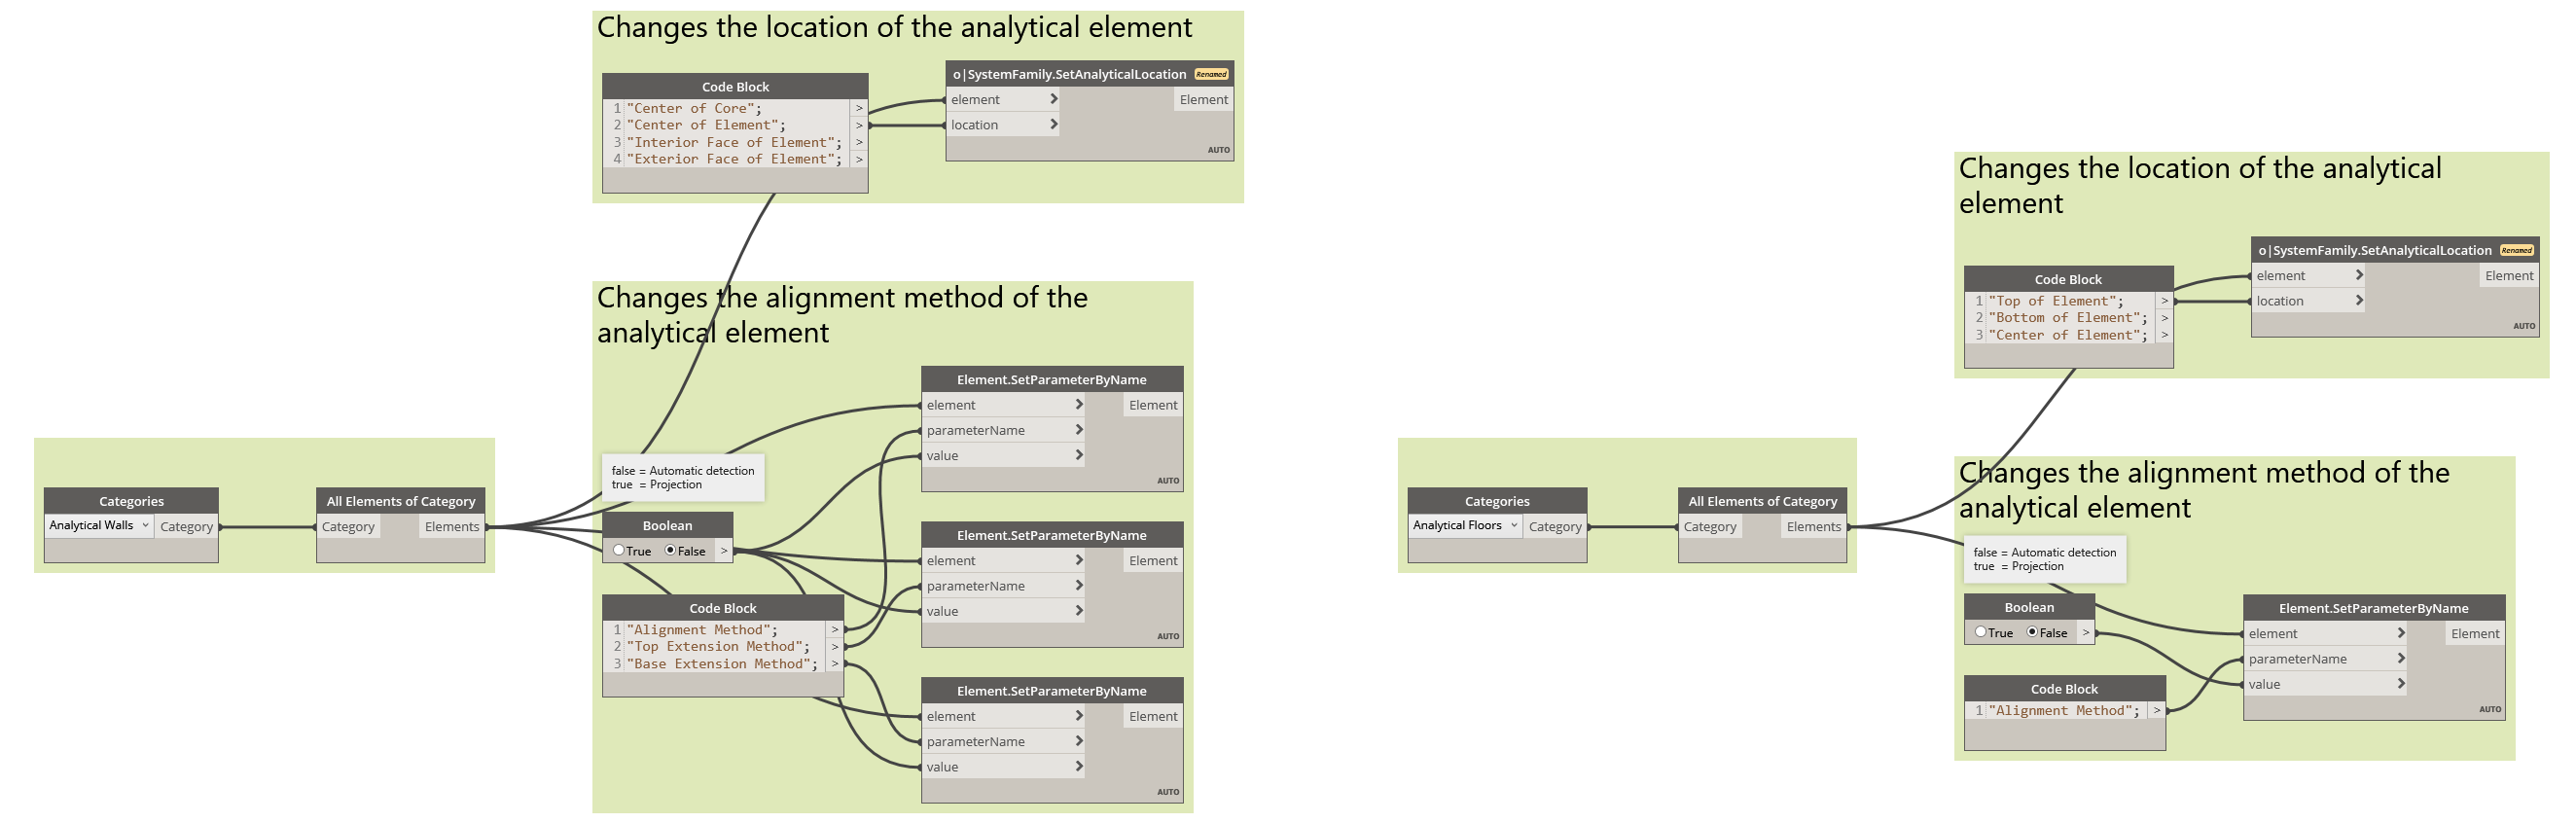 Changes the location of the analytical element
Code Block
1 "Center of Core"; >
2 "Center of Element"; >
3 "Interior Face of Element"; >
4 "Exterior Face of Element"; >
o|SystemFamily.SetAnalyticalLocation Renamed
element Element
location
AUTO
Changes the alignment method of the
analytical element
Element.SetParameterByName
element Element
parameterName
value
AUTO
Element.SetParameterByName
element Element
parameterName
value
AUTO
Element.SetParameterByName
element Element
parameterName
value
AUTO
false = Automatic detection
true = Projection
Boolean
True False >
Code Block
1 "Alignment Method"; >
2 "Top Extension Method"; >
3 "Base Extension Method"; >
Categories
Analytical Walls Category
All Elements of Category
Category Elements
Changes the location of the analytical
element
Code Block
1 "Top of Element"; >
2 "Bottom of Element"; >
3 "Center of Element"; >
o|SystemFamily.SetAnalyticalLocation Renamed
element Element
location
AUTO
Categories
Analytical Floors Category
All Elements of Category
Category Elements
Changes the alignment method of the
analytical element
false = Automatic detection
true = Projection
Boolean
True False >
Code Block
1 "Alignment Method"; >
Element.SetParameterByName
element Element
parameterName
value
AUTO